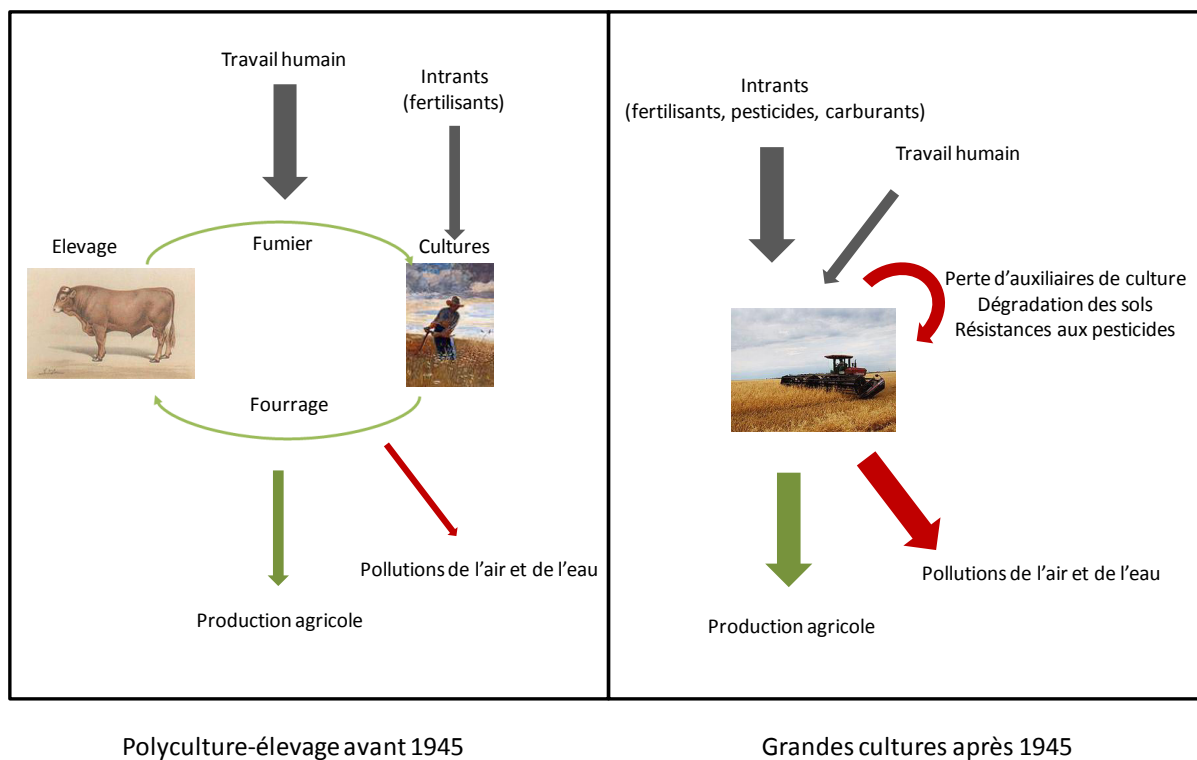 Travail humain
Intrants
(fertilisants)
Elevage
Fumier
Cultures
Fourrage
Pollutions de l'air et de l'eau
Production agricole
Intrants
(fertilisants, pesticides, carburants)
Travail humain
Perte d'auxiliaires de culture
Dégradation des sols
Résistances aux pesticides
Pollutions de l'air et de l'eau
Production agricole
Polyculture-élevage avant 1945
Grandes cultures après 1945